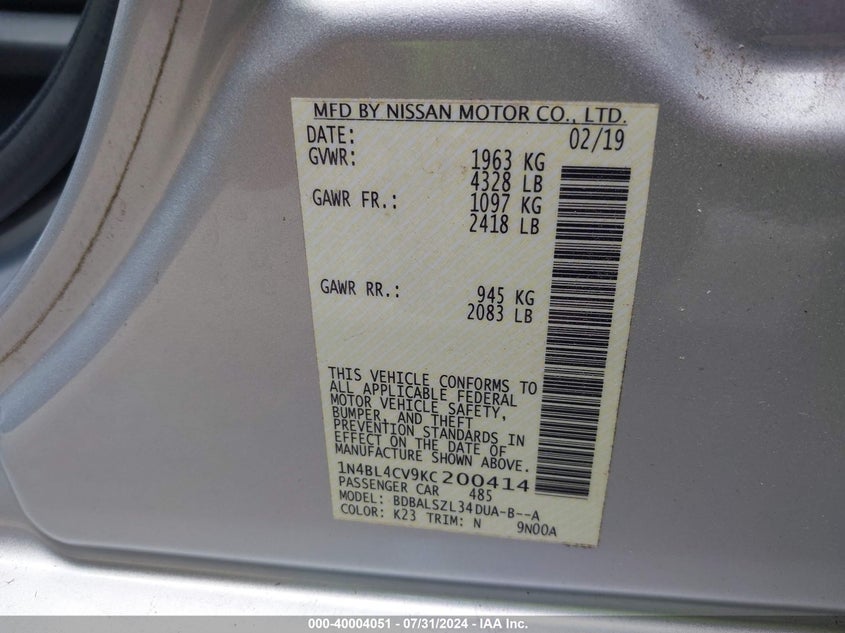 MFD BY NISSAN MOTOR CO., LTD.
DATE: 02/19
GVWR: 1963 KG
4328 LB
GAWR FR.: 1097 KG
2418 LB
GAWR RR.: 945 KG
2083 LB
THIS VEHICLE CONFORMS TO
ALL APPLICABLE FEDERAL
MOTOR VEHICLE SAFETY,
BUMPER, AND THEFT
PREVENTION STANDARDS IN
EFFECT ON THE DATE OF
MANUFACTURE SHOWN ABOVE.
1N4BL4CV9KC200414
PASSENGER CAR 485
MODEL: BDBALSZL34DUA-B--A
COLOR: K23 TRIM: N 9N00A
000-40004051 - 07/31/2024 - IAA Inc.